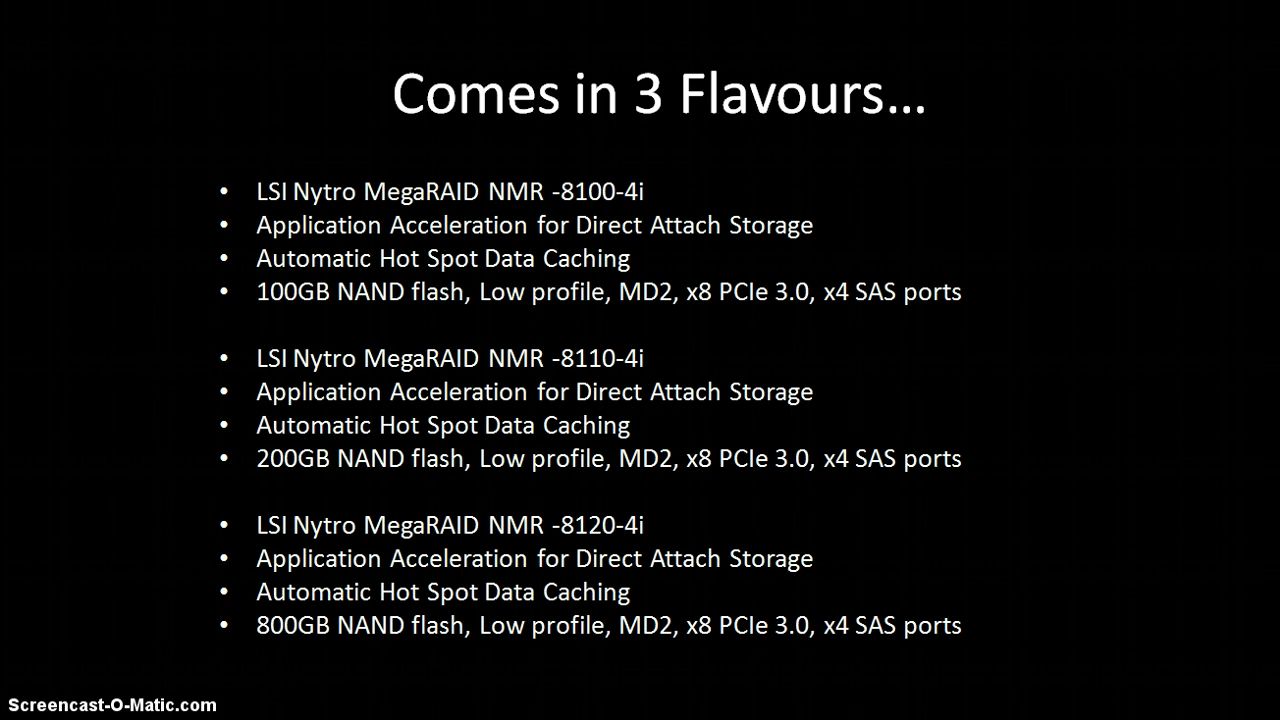 Comes in 3 Flavours...
• LSI Nytro MegaRAID NMR -8100-4i
• Application Acceleration for Direct Attach Storage
• Automatic Hot Spot Data Caching
• 100GB NAND flash, Low profile, MD2, x8 PCIe 3.0, x4 SAS ports
• LSI Nytro MegaRAID NMR -8110-4i
• Application Acceleration for Direct Attach Storage
• Automatic Hot Spot Data Caching
• 200GB NAND flash, Low profile, MD2, x8 PCIe 3.0, x4 SAS ports
• LSI Nytro MegaRAID NMR -8120-4i
• Application Acceleration for Direct Attach Storage
• Automatic Hot Spot Data Caching
• 800GB NAND flash, Low profile, MD2, x8 PCIe 3.0, x4 SAS ports
Screencast-O-Matic.com